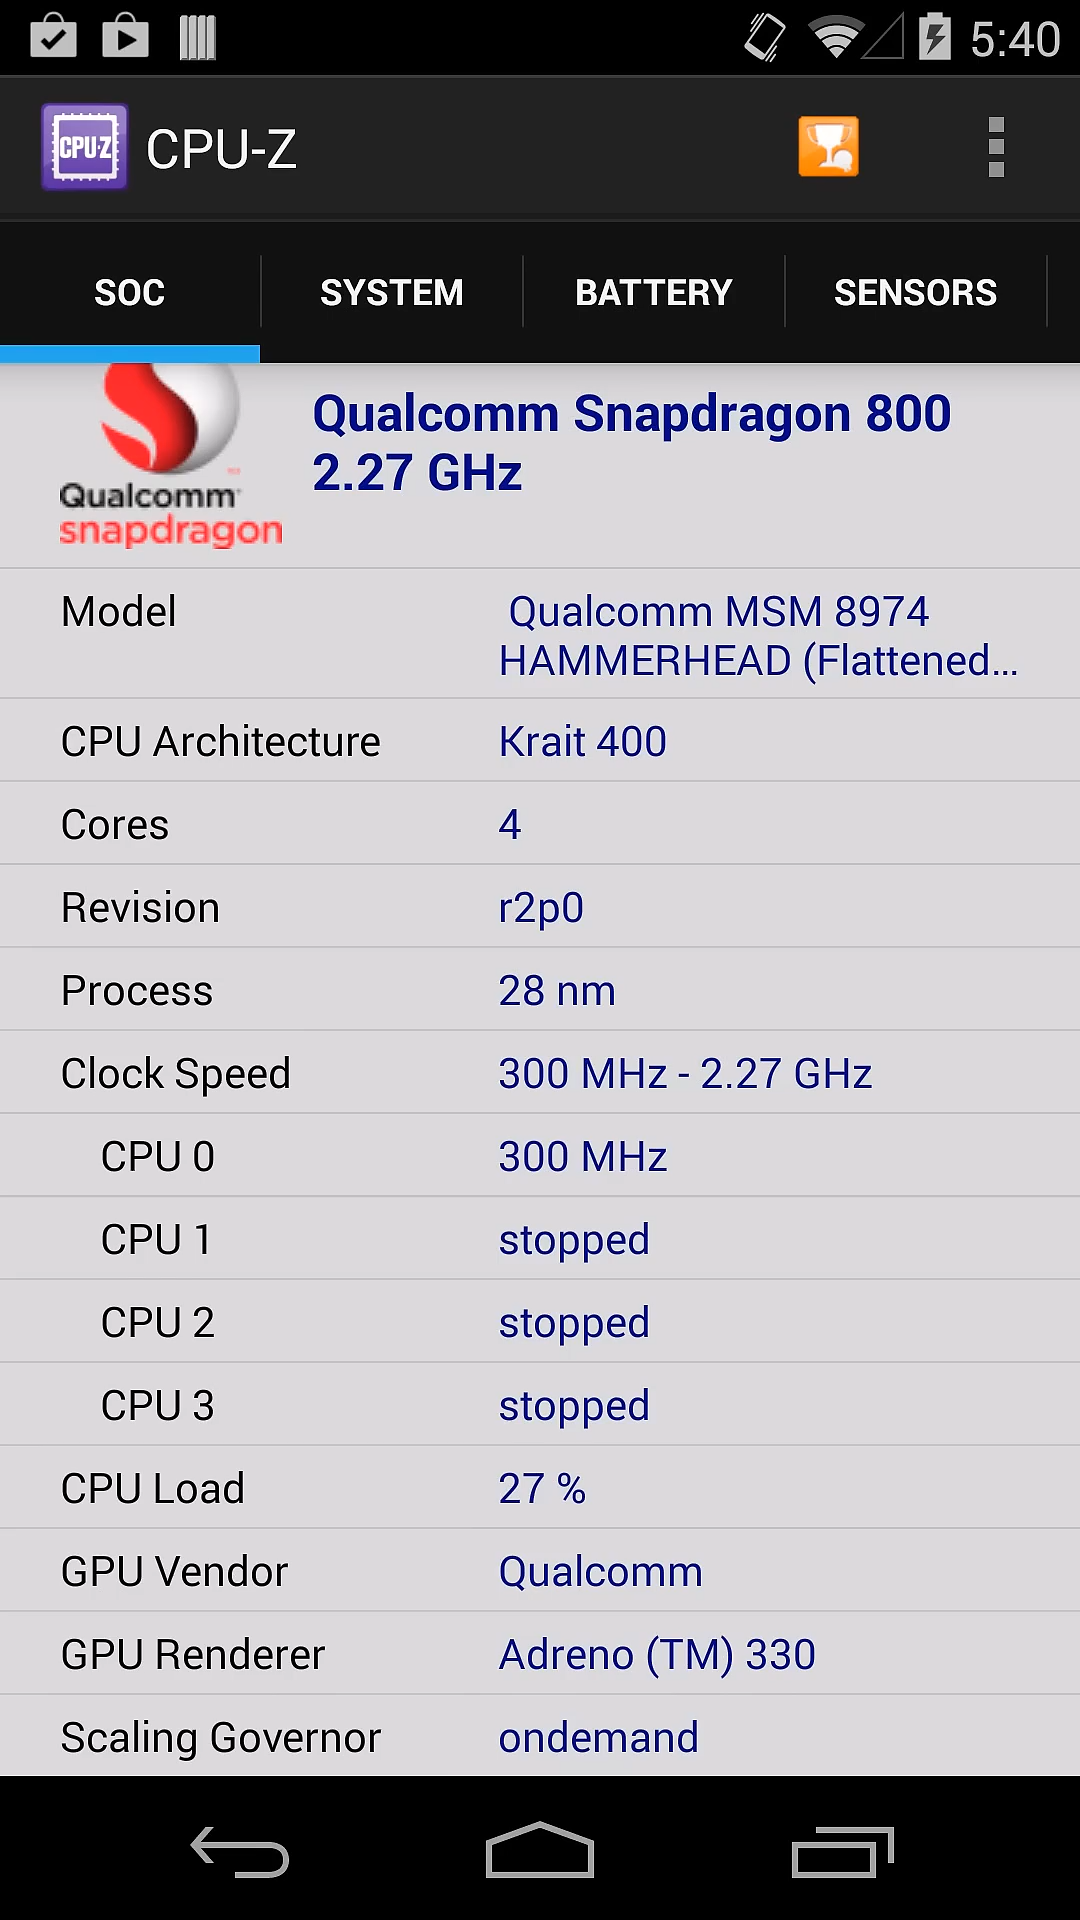 5:40
CPU-Z
CPU-Z
SOC SYSTEM BATTERY SENSORS
Qualcomm Snapdragon 800
2.27 GHz
Qualcomm
snapdragon
Model Qualcomm MSM 8974
HAMMERHEAD (Flattened...
CPU Architecture Krait 400
Cores 4
Revision r2p0
Process 28 nm
Clock Speed 300 MHz - 2.27 GHz
CPU 0 300 MHz
CPU 1 stopped
CPU 2 stopped
CPU 3 stopped
CPU Load 27 %
GPU Vendor Qualcomm
GPU Renderer Adreno (TM) 330
Scaling Governor ondemand